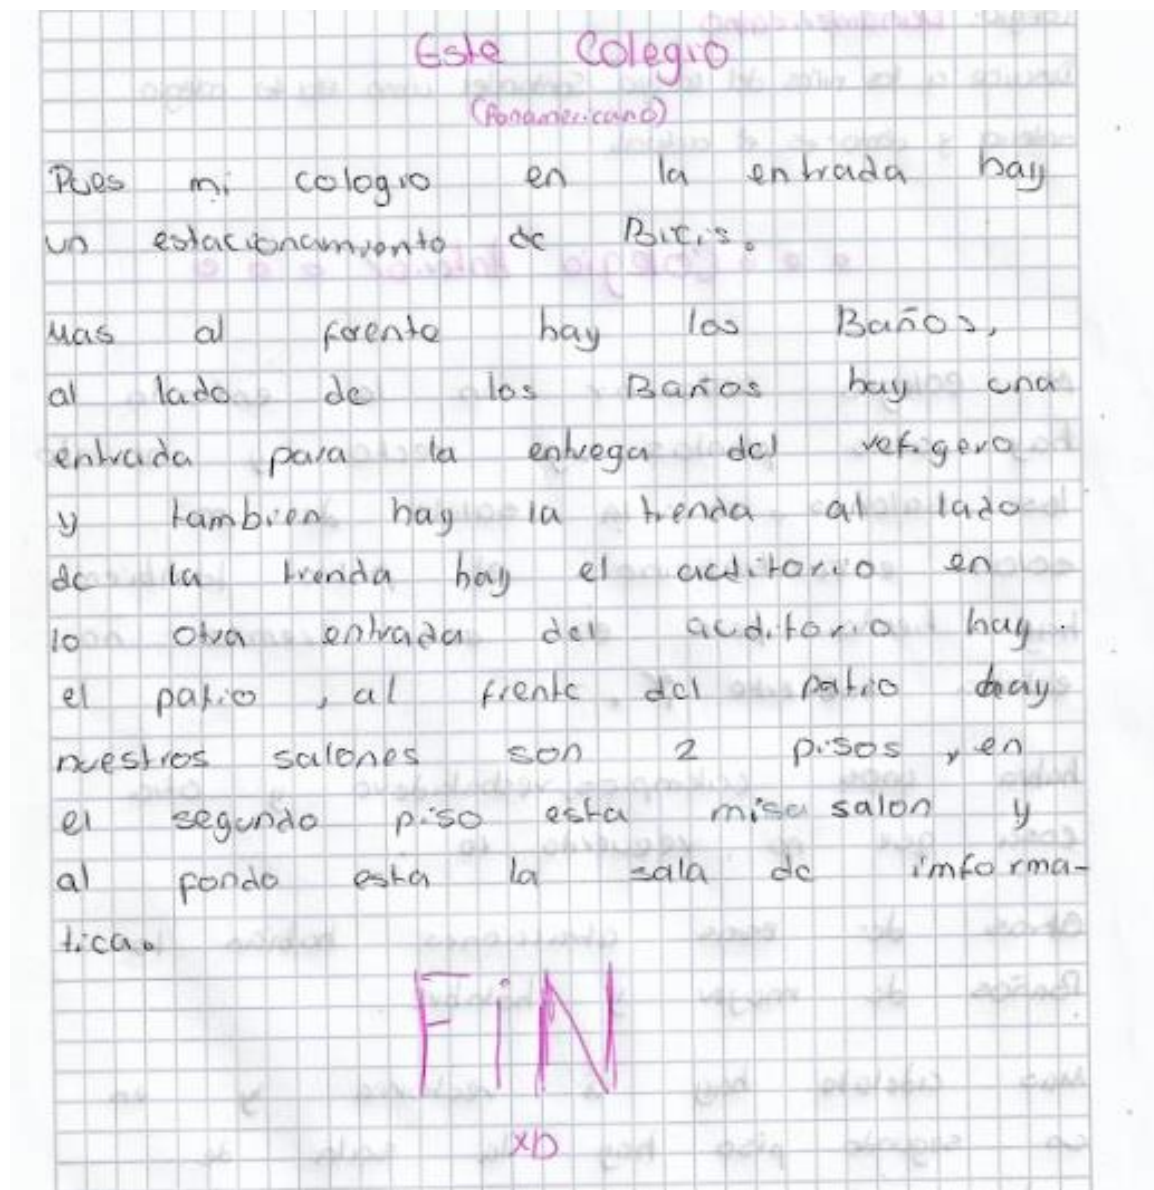 Este Colegio
(Panamericano)
Pues mi cologio en la entrada hay
un estacionamiento de Bicis.
Mas al frente hay los Baños,
al lado de los Baños hay una
entrada para la entrega del refigero
y tambien hay la tienda al lado
de la tienda hay el auditorio en
lo otra entrada del auditorio hay
el patio, al frente del patio hay
nuestros salones son 2 pisos, en
el segundo piso esta salon y
al fondo esta la sala de imforma-
tica.
FiN
xD